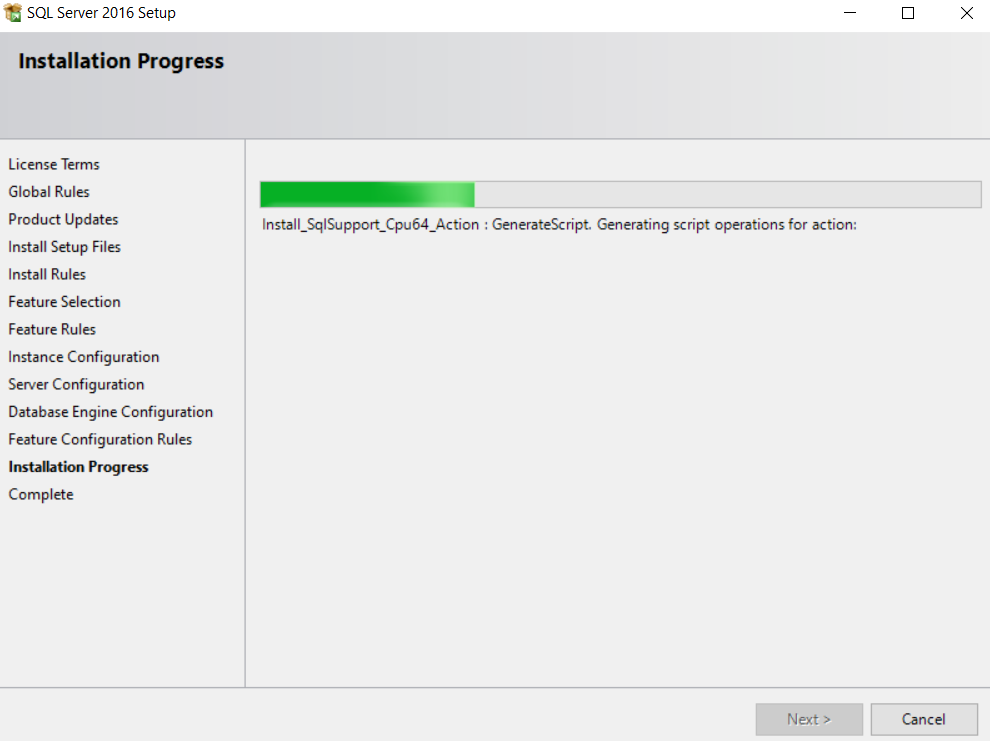 SQL Server 2016 Setup
Installation Progress
License Terms
Global Rules
Product Updates
Install Setup Files
Install Rules
Feature Selection
Feature Rules
Instance Configuration
Server Configuration
Database Engine Configuration
Feature Configuration Rules
Installation Progress
Complete
Install_SqlSupport_Cpu64_Action : GenerateScript. Generating script operations for action:
Next >
Cancel